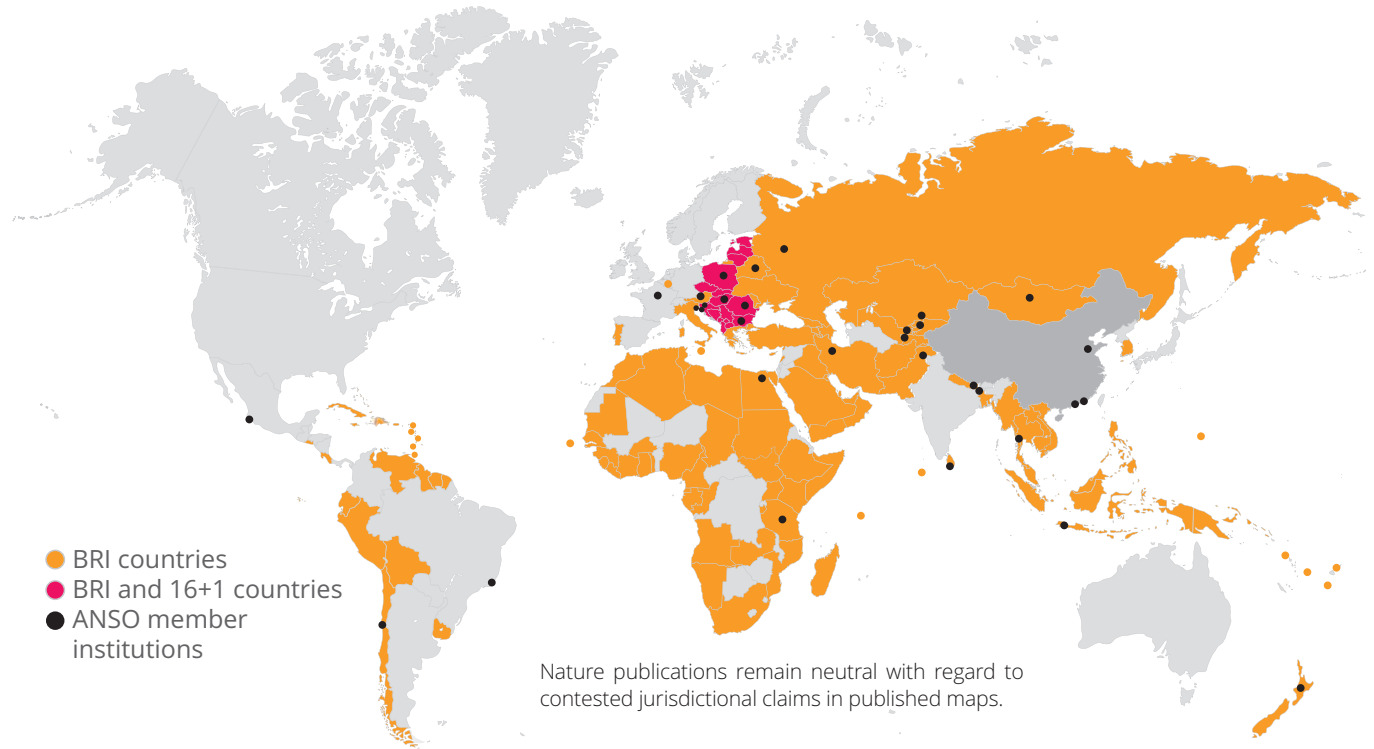 BRI countries
BRI and 16+1 countries
ANSO member
institutions
Nature publications remain neutral with regard to
contested jurisdictional claims in published maps.